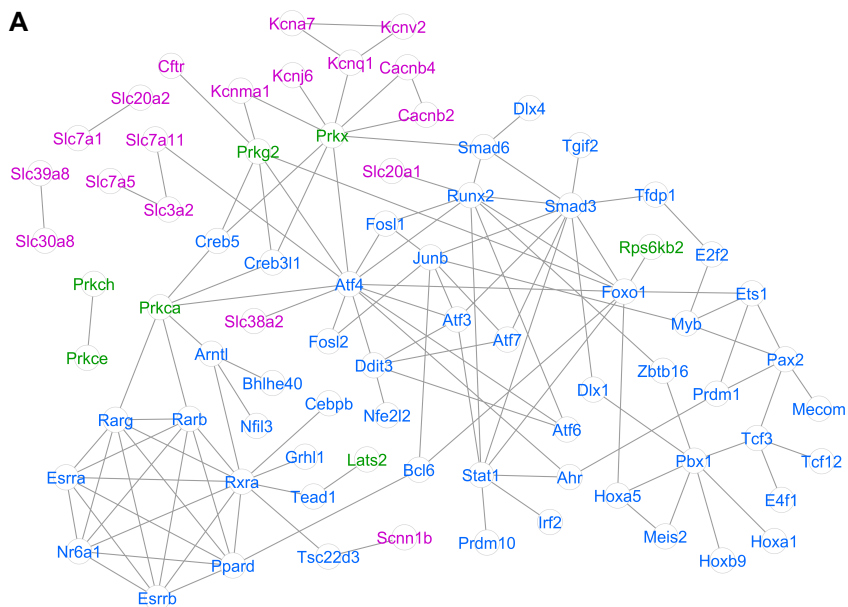 A
Kcna7
Kcnv2
Cftr
Kcnj6
Kcnq1
Cacnb4
Slc20a2
Kcnma1
Cacnb2
Dlx4
Slc7a1
Slc7a11
Prkx
Prkg2
Smad6
Tgif2
Slc39a8
Slc7a5
Slc20a1
Runx2
Smad3
Tfdp1
Slc3a2
Fosl1
Slc30a8
Creb5
Creb3l1
Junb
Rps6kb2
E2f2
Prkch
Atf4
Foxo1
Ets1
Prkca
Slc38a2
Atf3
Myb
Fosl2
Atf7
Prkce
Arntl
Ddit3
Zbtb16
Pax2
Bhlhe40
Dlx1
Prdm1
Cebpb
Nfe2l2
Mecom
Rarg
Rarb
Nfil3
Atf6
Tcf3
Grhl1
Lats2
Bcl6
Pbx1
Tcf12
Esrra
Rxra
Stat1
Ahr
Tead1
Hoxa5
E4f1
Irf2
Scnn1b
Prdm10
Meis2
Hoxa1
Nr6a1
Ppard
Tsc22d3
Hoxb9
Esrrb